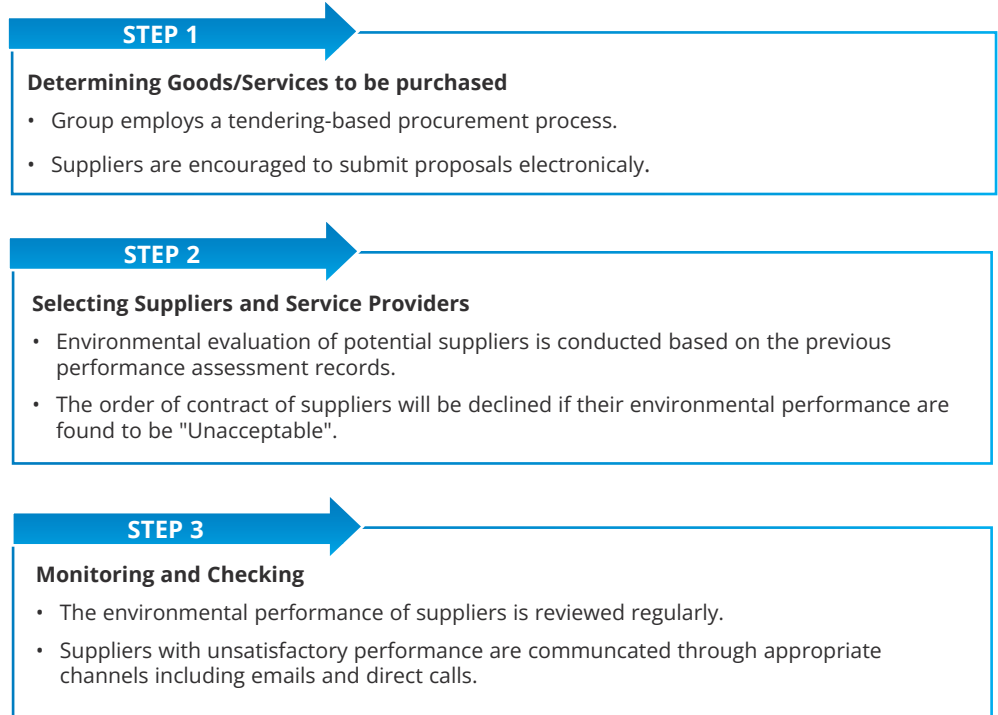 STEP 1
Determining Goods/Services to be purchased
• Group employs a tendering-based procurement process.
• Suppliers are encouraged to submit proposals electronicaly.
STEP 2
Selecting Suppliers and Service Providers
• Environmental evaluation of potential suppliers is conducted based on the previous
performance assessment records.
• The order of contract of suppliers will be declined if their environmental performance are
found to be "Unacceptable".
STEP 3
Monitoring and Checking
• The environmental performance of suppliers is reviewed regularly.
• Suppliers with unsatisfactory performance are communcated through appropriate
channels including emails and direct calls.